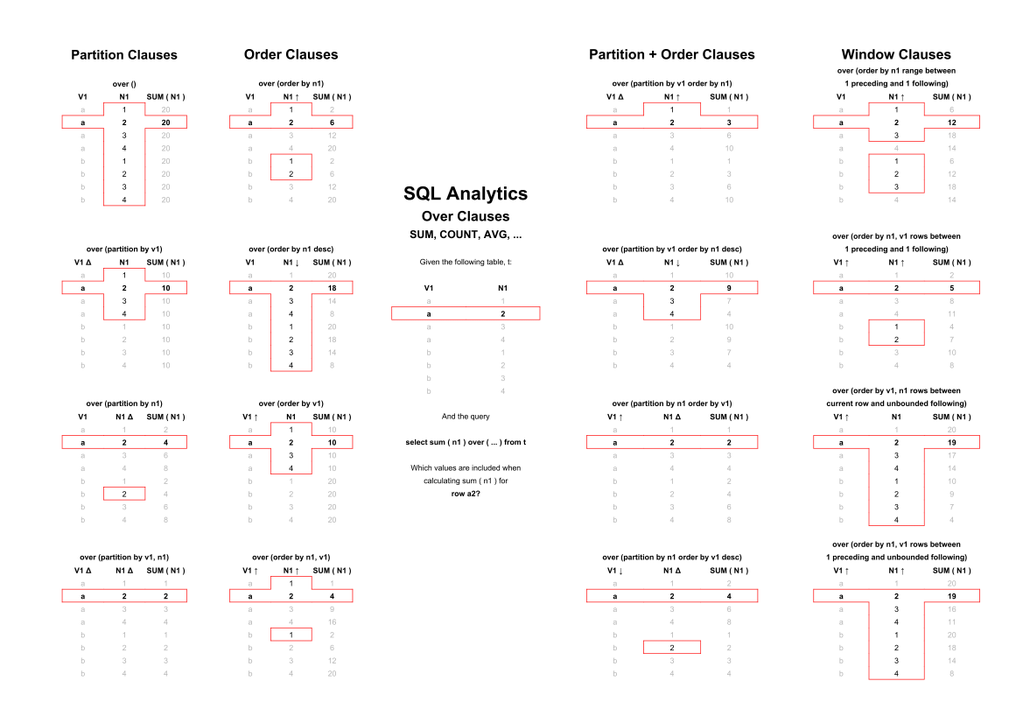 Partition Clauses
over ()
V1 N1 SUM ( N1 )
a 1 20
a 2 20
a 3 20
a 4 20
b 1 20
b 2 20
b 3 20
b 4 20
over (partition by v1)
V1 Δ N1 SUM ( N1 )
a 1 10
a 2 10
a 3 10
a 4 10
b 1 10
b 2 10
b 3 10
b 4 10
over (partition by n1)
V1 N1 Δ SUM ( N1 )
a 1 2
a 2 4
a 3 6
a 4 8
b 1 2
b 2 4
b 3 6
b 4 8
over (partition by v1, n1)
V1 Δ N1 Δ SUM ( N1 )
a 1 1
a 2 2
a 3 3
a 4 4
b 1 1
b 2 2
b 3 3
b 4 4
Order Clauses
over (order by n1)
V1 N1 ↑ SUM ( N1 )
a 1 2
a 2 6
a 3 12
a 4 20
b 1 2
b 2 6
b 3 12
b 4 20
over (order by n1 desc)
V1 N1 ↓ SUM ( N1 )
a 1 20
a 2 18
a 3 14
a 4 8
b 1 20
b 2 18
b 3 14
b 4 8
over (order by v1)
V1 ↑ N1 SUM ( N1 )
a 1 10
a 2 10
a 3 10
a 4 10
b 1 20
b 2 20
b 3 20
b 4 20
over (order by n1, v1)
V1 ↑ N1 ↑ SUM ( N1 )
a 1 1
a 2 4
a 3 9
a 4 16
b 1 2
b 2 6
b 3 12
b 4 20
SQL Analytics
Over Clauses
SUM, COUNT, AVG, ...
Given the following table, t:
V1 N1
a 1
a 2
a 3
a 4
b 1
b 2
b 3
b 4
And the query
select sum ( n1 ) over ( ... ) from t
Which values are included when
calculating sum ( n1 ) for
row a2?
Partition + Order Clauses
over (partition by v1 order by n1)
V1 Δ N1 ↑ SUM ( N1 )
a 1 1
a 2 3
a 3 6
a 4 10
b 1 1
b 2 3
b 3 6
b 4 10
over (partition by v1 order by n1 desc)
V1 Δ N1 ↓ SUM ( N1 )
a 1 10
a 2 9
a 3 7
a 4 4
b 1 10
b 2 9
b 3 7
b 4 4
over (partition by n1 order by v1)
V1 ↑ N1 Δ SUM ( N1 )
a 1 1
a 2 2
a 3 3
a 4 4
b 1 2
b 2 4
b 3 6
b 4 8
over (partition by n1 order by v1 desc)
V1 ↓ N1 Δ SUM ( N1 )
a 1 2
a 2 4
a 3 6
a 4 8
b 1 1
b 2 2
b 3 3
b 4 4
Window Clauses
over (order by n1 range between
1 preceding and 1 following)
V1 N1 ↑ SUM ( N1 )
a 1 6
a 2 12
a 3 18
a 4 14
b 1 6
b 2 12
b 3 18
b 4 14
over (order by n1, v1 rows between
1 preceding and 1 following)
V1 ↑ N1 ↑ SUM ( N1 )
a 1 2
a 2 5
a 3 8
a 4 11
b 1 4
b 2 7
b 3 10
b 4 8
over (order by v1, n1 rows between
current row and unbounded following)
V1 ↑ N1 SUM ( N1 )
a 1 20
a 2 19
a 3 17
a 4 14
b 1 10
b 2 9
b 3 7
b 4 4
over (order by n1, v1 rows between
1 preceding and unbounded following)
V1 ↑ N1 ↑ SUM ( N1 )
a 1 20
a 2 19
a 3 16
a 4 11
b 1 20
b 2 18
b 3 14
b 4 8